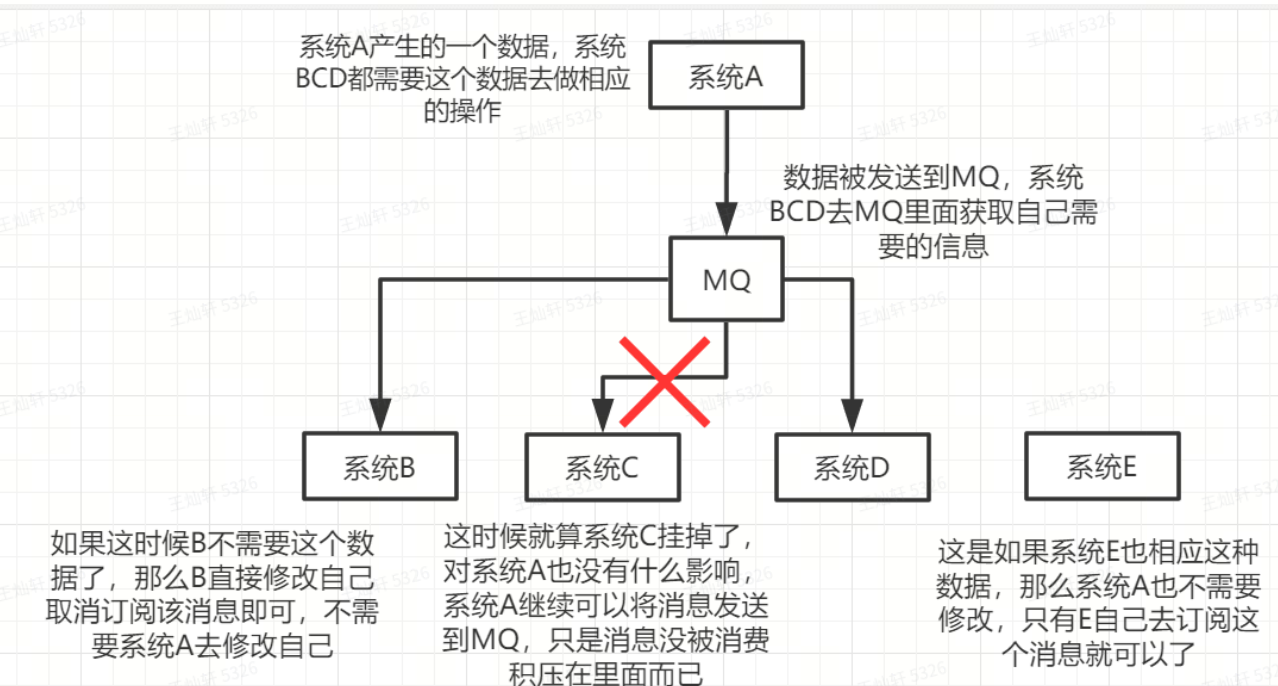 系统A产生的一个数据，系统
BCD都需要这个数据去做相应
的操作
系统A
数据被发送到MQ，系统
BCD去MQ里面获取自己需
要的信息
MQ
系统B
系统C
系统D
系统E
如果这时候B不需要这个数
据了，那么B直接修改自己
取消订阅该消息即可，不需
要系统A去修改自己
这时候就算系统C挂掉了，
对系统A也没有什么影响，
系统A继续可以将消息发送
到MQ，只是消息没被消费
积压在里面而已
这是如果系统E也相应这种
数据，那么系统A也不需要
修改，只有E自己去订阅这
个消息就可以了
王灿轩 5326